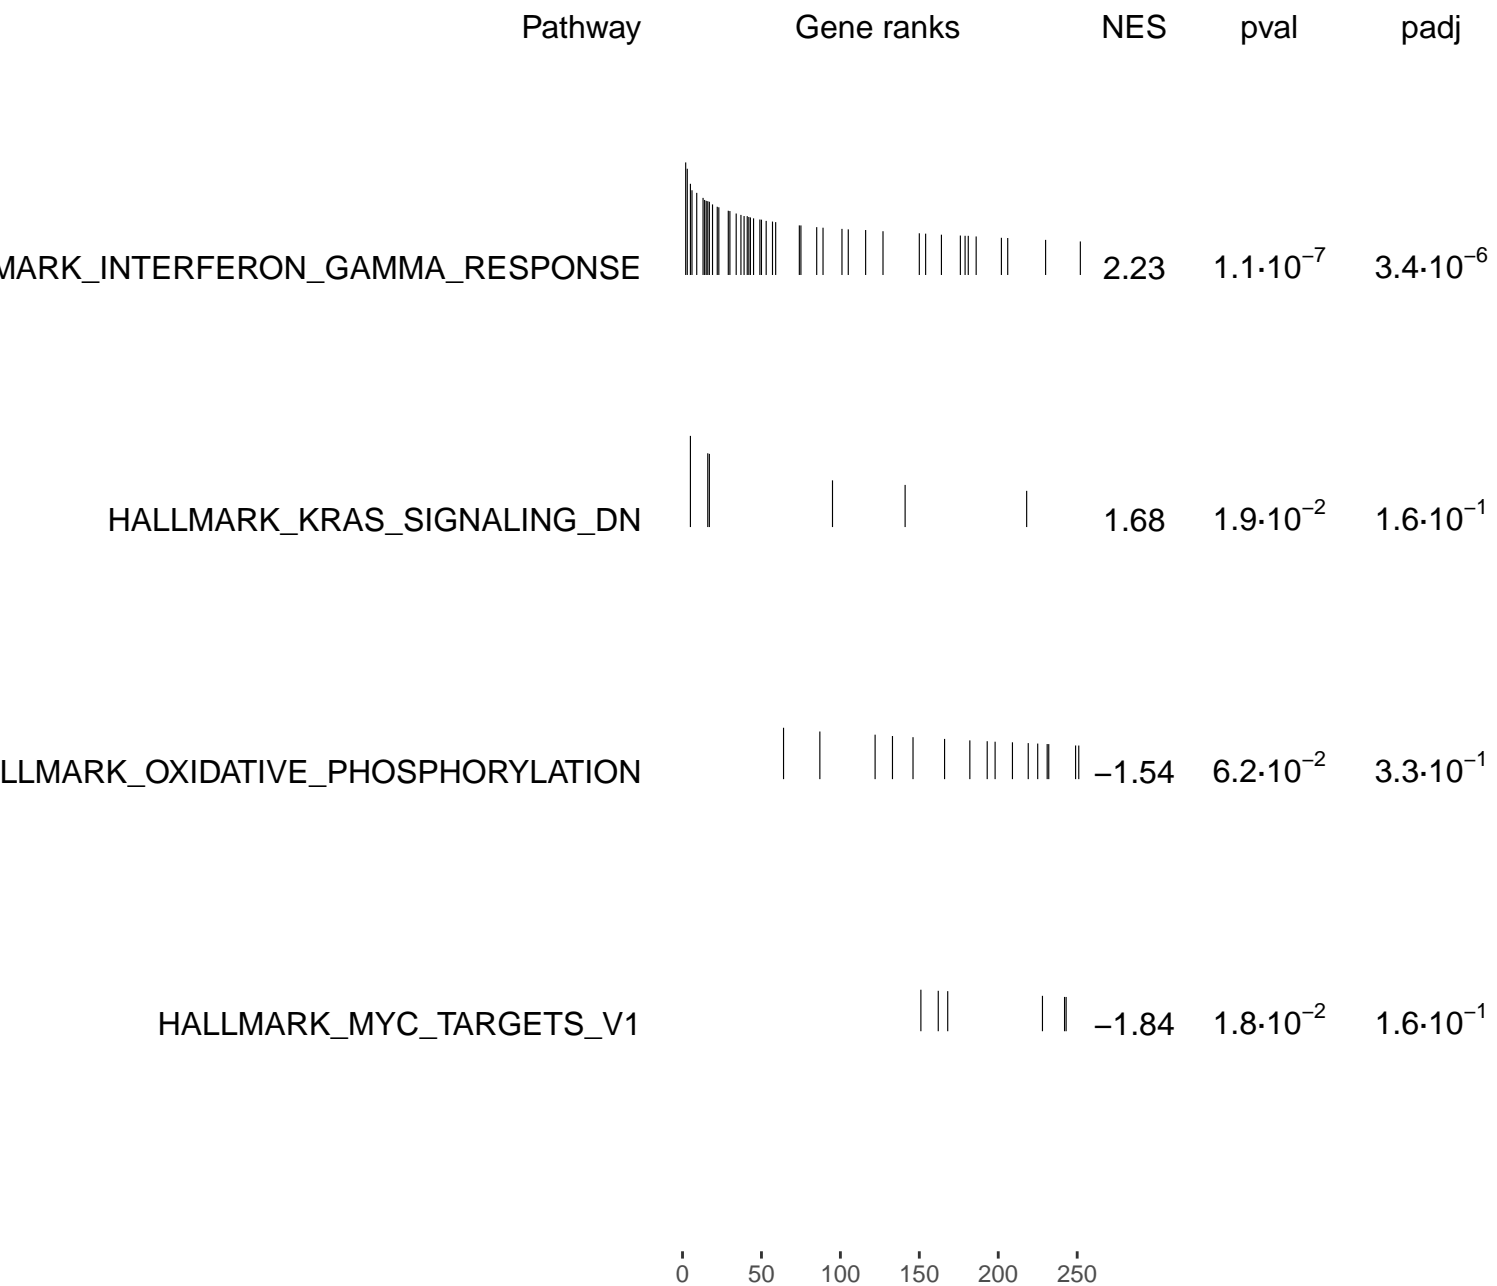 Pathway Gene ranks NES pval padj
MARK_INTERFERON_GAMMA_RESPONSE 2.23 1.1·10⁻⁷ 3.4·10⁻⁶
HALLMARK_KRAS_SIGNALING_DN 1.68 1.9·10⁻² 1.6·10⁻¹
LLMARK_OXIDATIVE_PHOSPHORYLATION −1.54 6.2·10⁻² 3.3·10⁻¹
HALLMARK_MYC_TARGETS_V1 −1.84 1.8·10⁻² 1.6·10⁻¹
0 50 100 150 200 250